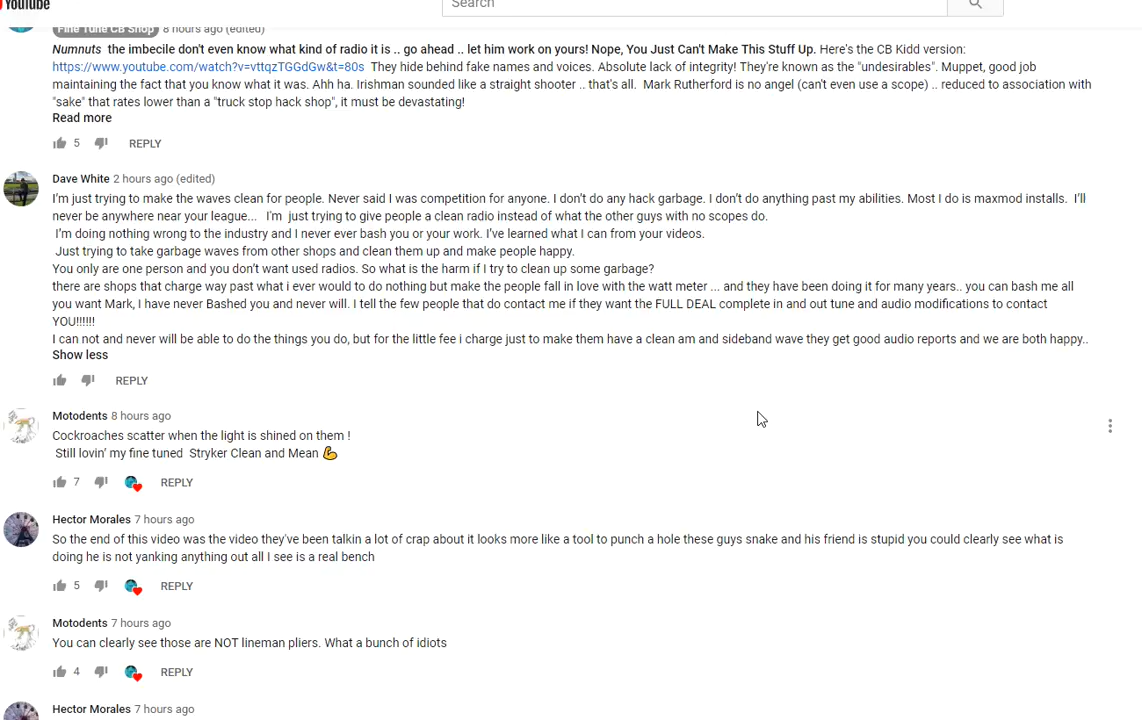 YouTube
Search
Fine Tune CB Shop 8 hours ago (edited)
Numnuts the imbecile don't even know what kind of radio it is .. go ahead .. let him work on yours! Nope, You Just Can't Make This Stuff Up. Here's the CB Kidd version:
https://www.youtube.com/watch?v=vttqzTGGdGw&t=80s They hide behind fake names and voices. Absolute lack of integrity! They're known as the "undesirables". Muppet, good job
maintaining the fact that you know what it was. Ahh ha. Irishman sounded like a straight shooter .. that's all. Mark Rutherford is no angel (can't even use a scope) .. reduced to association with
"sake" that rates lower than a "truck stop hack shop", it must be devastating!
Read more
5 REPLY
Dave White 2 hours ago (edited)
I'm just trying to make the waves clean for people. Never said I was competition for anyone. I don't do any hack garbage. I don't do anything past my abilities. Most I do is maxmod installs. I'll
never be anywhere near your league... I'm just trying to give people a clean radio instead of what the other guys with no scopes do.
I'm doing nothing wrong to the industry and I never ever bash you or your work. I've learned what I can from your videos.
Just trying to take garbage waves from other shops and clean them up and make people happy.
You only are one person and you don't want used radios. So what is the harm if I try to clean up some garbage?
there are shops that charge way past what i ever would to do nothing but make the people fall in love with the watt meter ... and they have been doing it for many years.. you can bash me all
you want Mark, I have never Bashed you and never will. I tell the few people that do contact me if they want the FULL DEAL complete in and out tune and audio modifications to contact
YOU!!!!!!
I can not and never will be able to do the things you do, but for the little fee i charge just to make them have a clean am and sideband wave they get good audio reports and we are both happy..
Show less
REPLY
Motodents 8 hours ago
Cockroaches scatter when the light is shined on them !
Still lovin' my fine tuned Stryker Clean and Mean 💪
7 REPLY
Hector Morales 7 hours ago
So the end of this video was the video they've been talkin a lot of crap about it looks more like a tool to punch a hole these guys snake and his friend is stupid you could clearly see what is
doing he is not yanking anything out all I see is a real bench
5 REPLY
Motodents 7 hours ago
You can clearly see those are NOT lineman pliers. What a bunch of idiots
4 REPLY
Hector Morales 7 hours ago